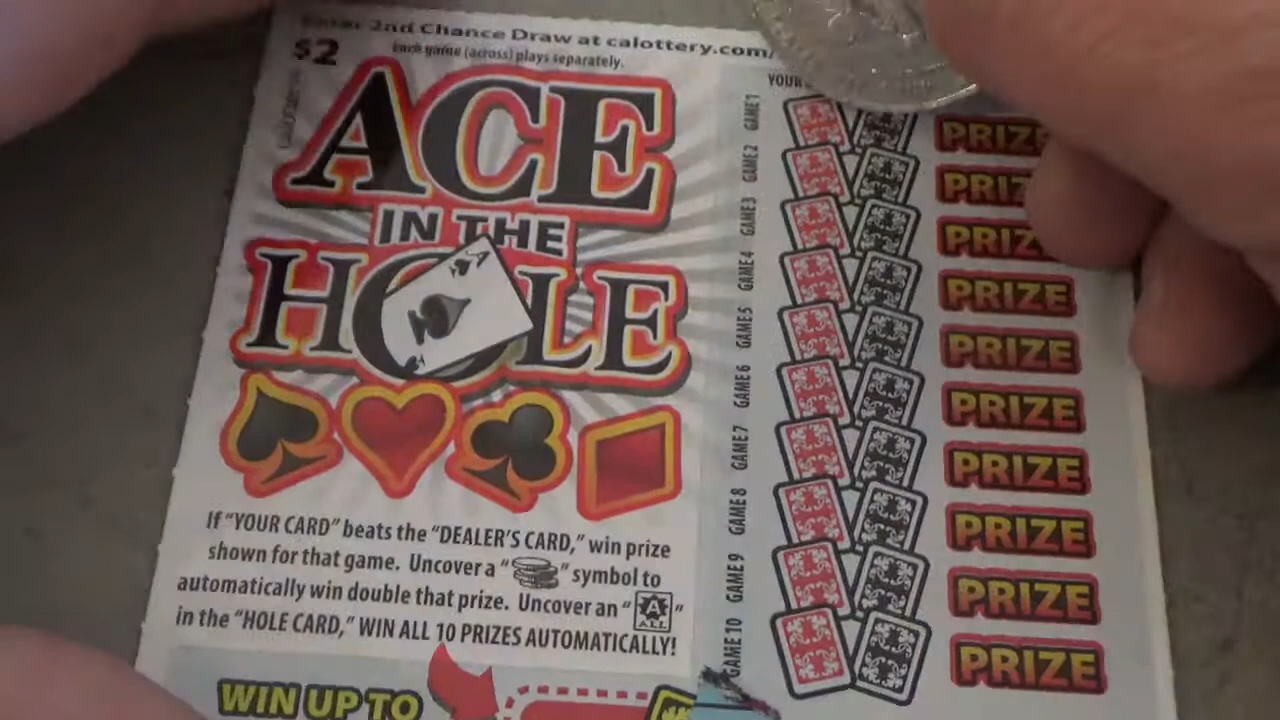 Enter 2nd Chance Draw at calottery.com/
$2
Each game (across) plays separately.
ACE
IN THE
HOLE
A
If "YOUR CARD" beats the "DEALER'S CARD," win prize
shown for that game. Uncover a " " symbol to
automatically win double that prize. Uncover an "A ALL"
in the "HOLE CARD," WIN ALL 10 PRIZES AUTOMATICALLY!
WIN UP TO
YOUR
GAME 1 PRIZE
GAME 2 PRIZE
GAME 3 PRIZE
GAME 4 PRIZE
GAME 5 PRIZE
GAME 6 PRIZE
GAME 7 PRIZE
GAME 8 PRIZE
GAME 9 PRIZE
GAME 10 PRIZE